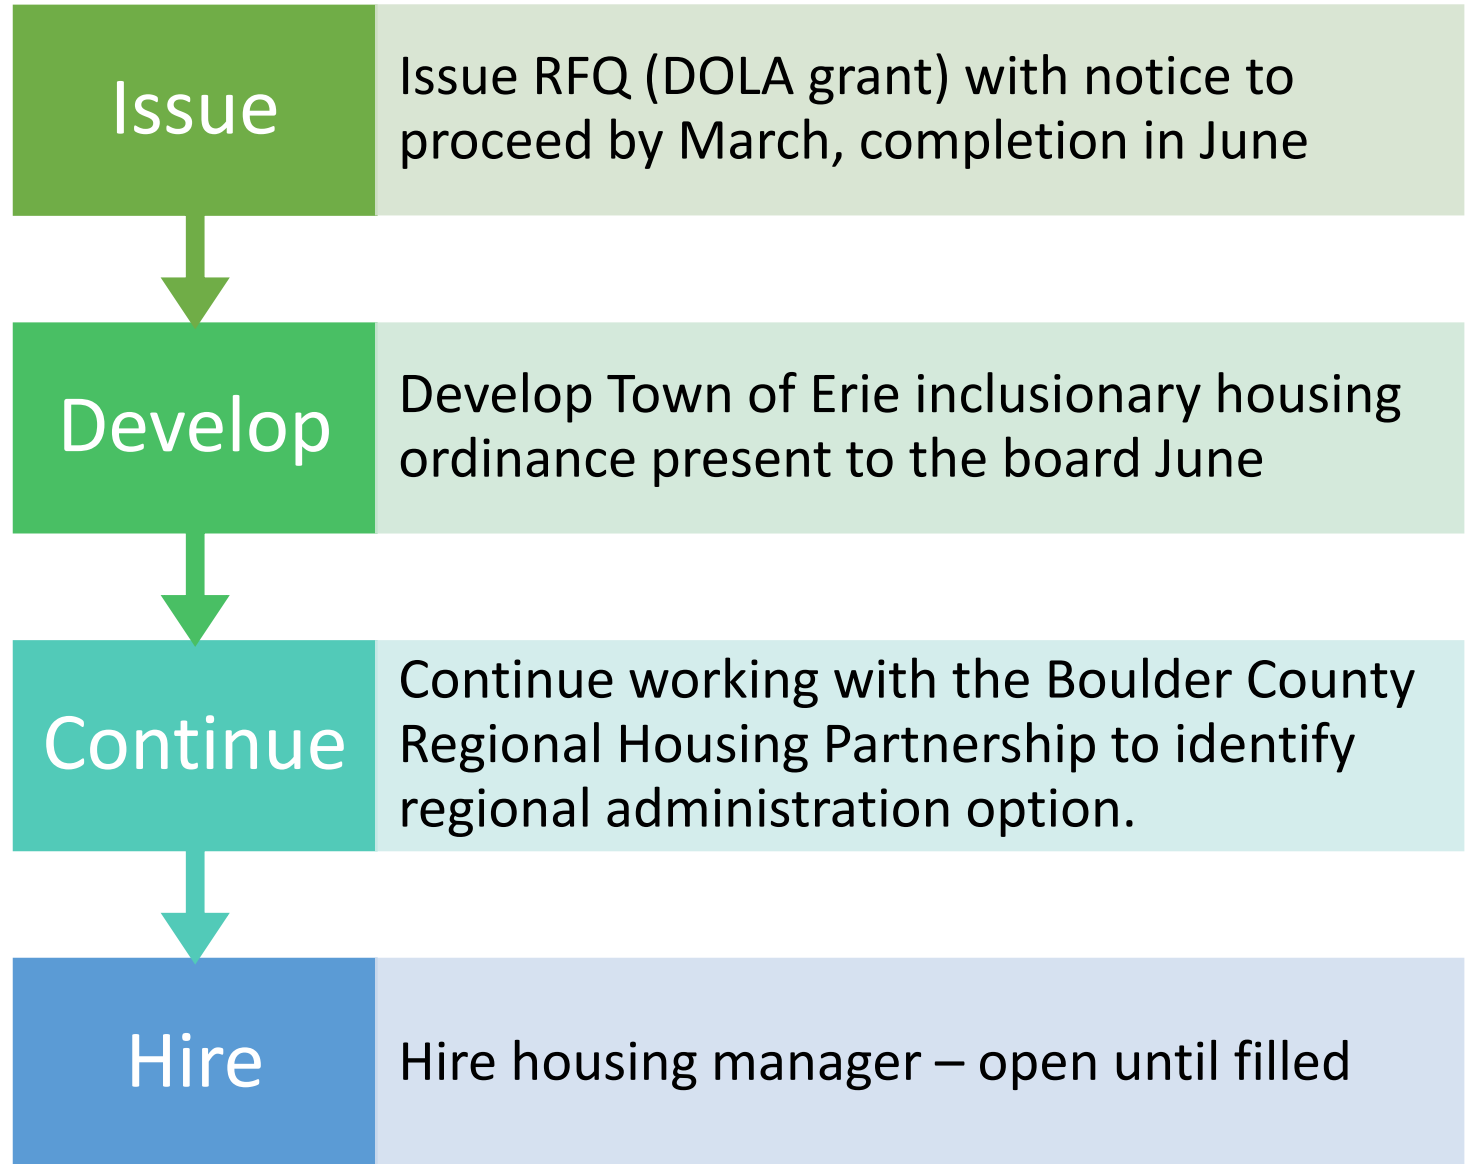 Issue
Issue RFQ (DOLA grant) with notice to
proceed by March, completion in June
Develop
Develop Town of Erie inclusionary housing
ordinance present to the board June
Continue
Continue working with the Boulder County
Regional Housing Partnership to identify
regional administration option.
Hire
Hire housing manager – open until filled